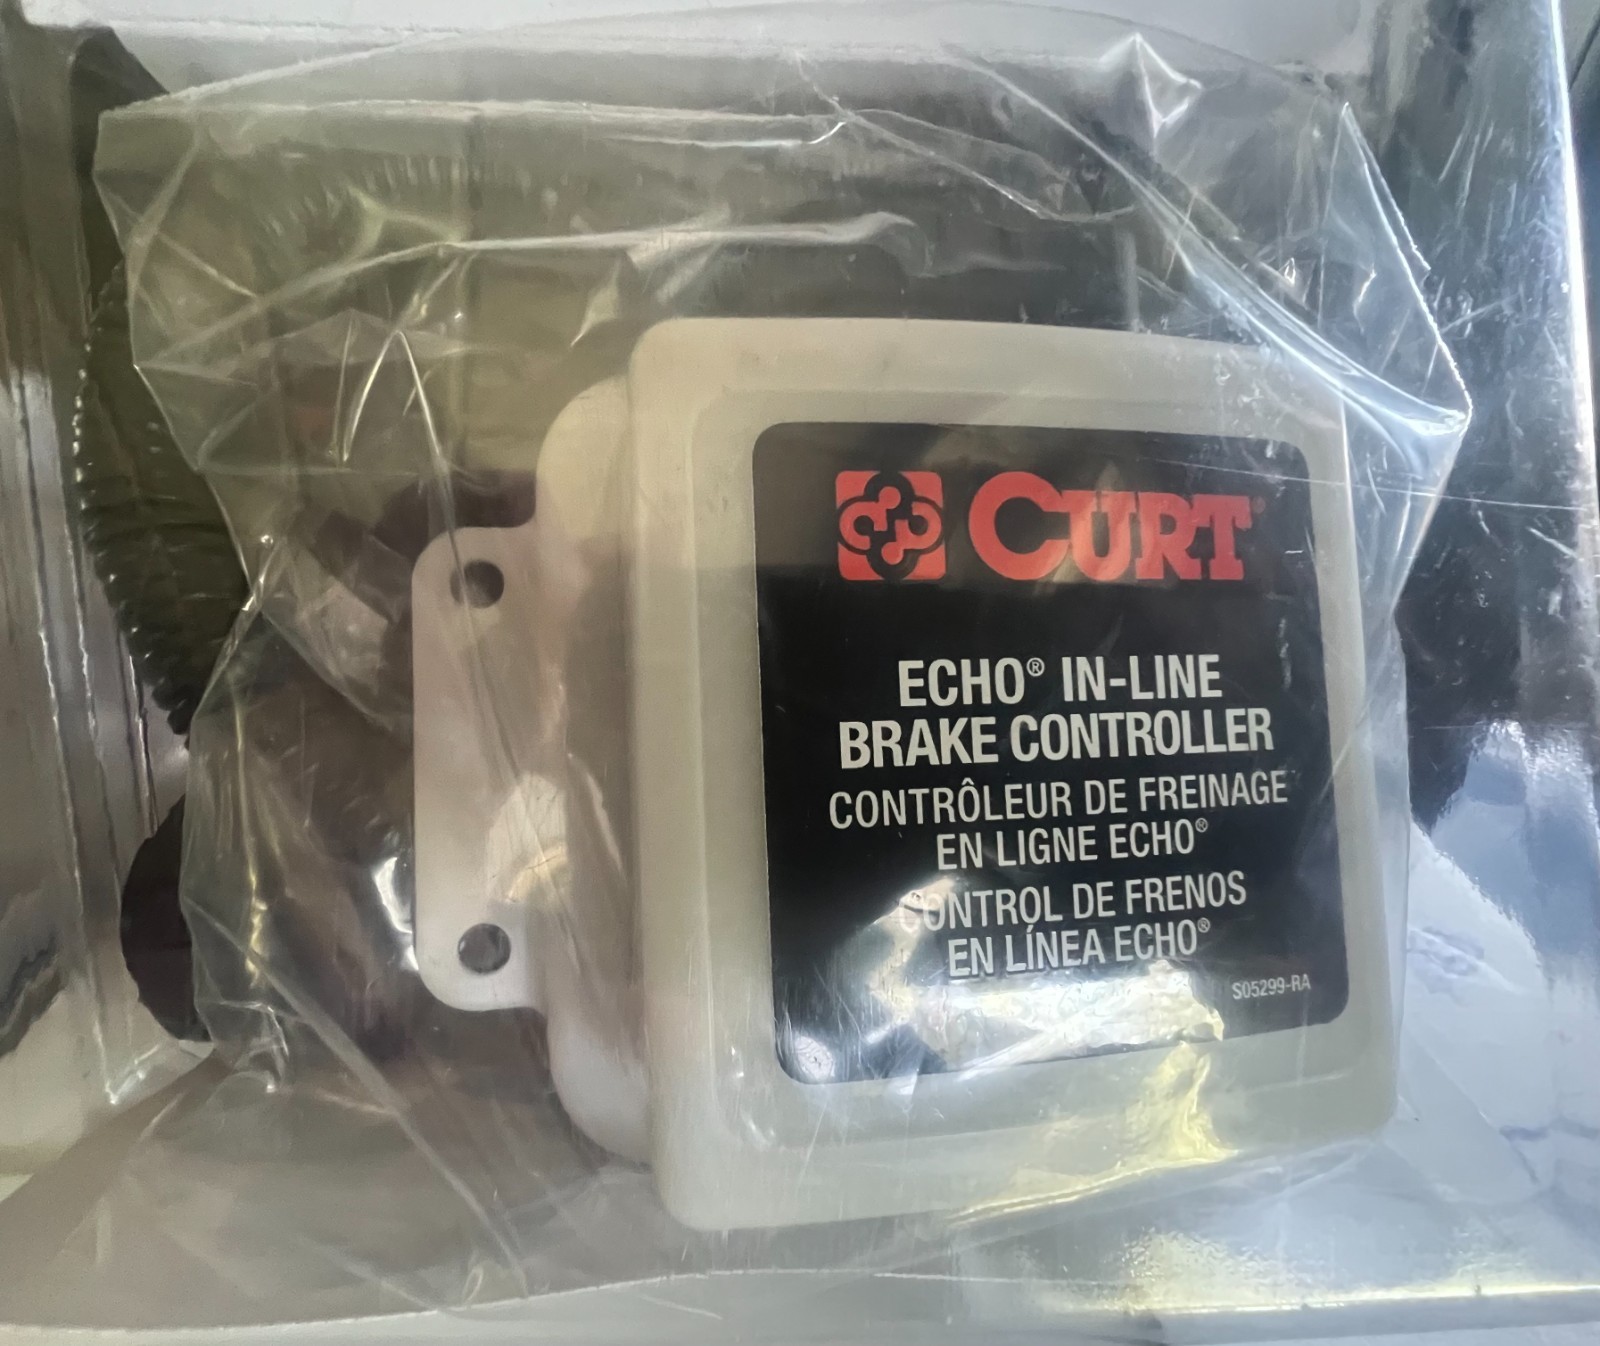 CURT®
ECHO® IN-LINE
BRAKE CONTROLLER
CONTRÔLEUR DE FREINAGE
EN LIGNE ECHO®
CONTROL DE FRENOS
EN LÍNEA ECHO®
S05299-RA